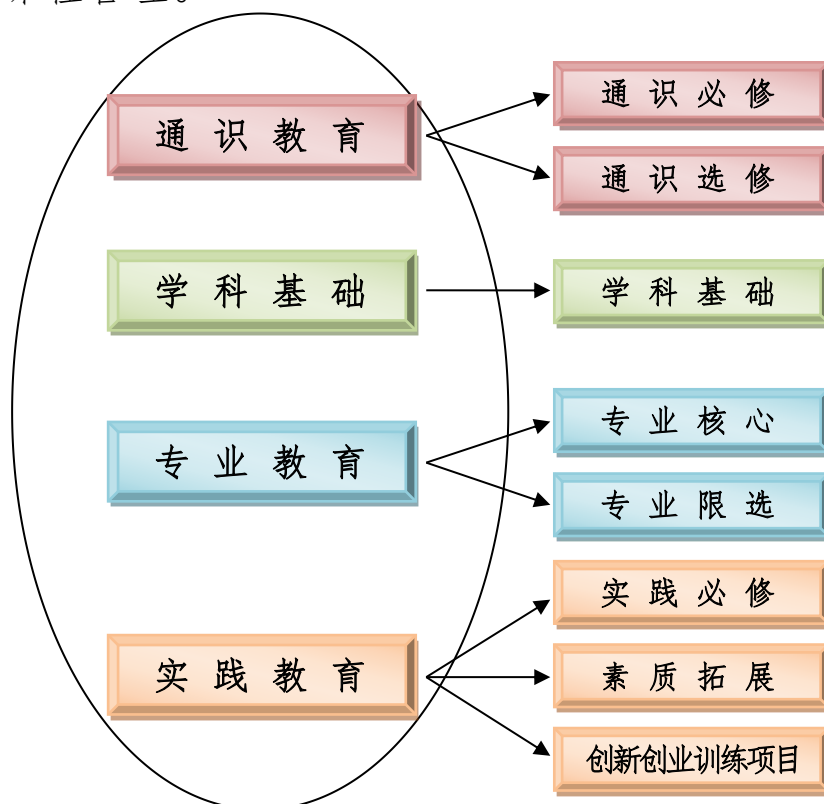 通识教育
通识必修
通识选修
学科基础
学科基础
专业教育
专业核心
专业限选
实践教育
实践必修
素质拓展
创新创业训练项目